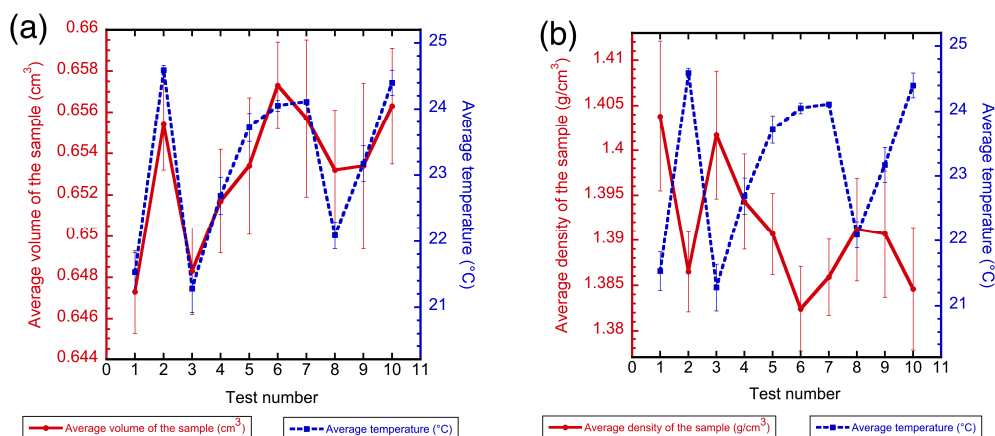 (a)
Average volume of the sample (cm3)
0.66
0.658
0.656
0.654
0.652
0.65
0.648
0.646
0.644
0 1 2 3 4 5 6 7 8 9 10 11
Test number
25
24
23
22
21
Average temperature (°C)
Average volume of the sample (cm3)
Average temperature (°C)
(b)
Average density of the sample (g/cm3)
1.41
1.405
1.4
1.395
1.39
1.385
1.38
0 1 2 3 4 5 6 7 8 9 10 11
Test number
25
24
23
22
21
Average temperature (°C)
Average density of the sample (g/cm3)
Average temperature (°C)